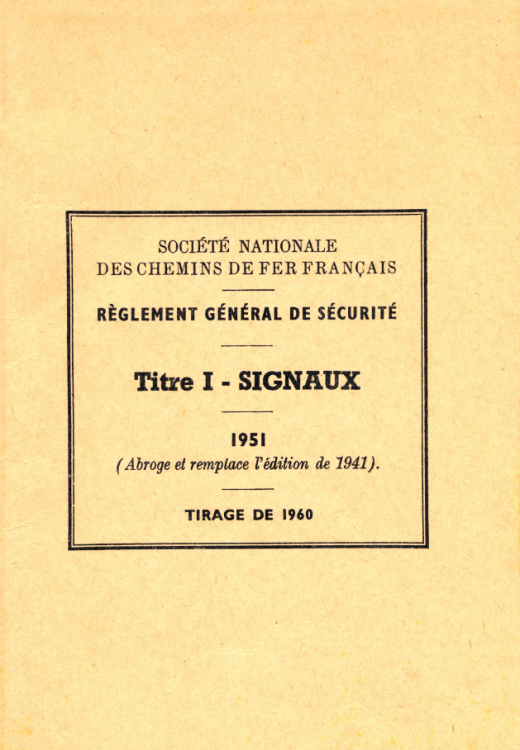 SOCIÉTÉ NATIONALE
DES CHEMINS DE FER FRANÇAIS
RÈGLEMENT GÉNÉRAL DE SÉCURITÉ
Titre I - SIGNAUX
1951
(Abroge et remplace l'édition de 1941).
TIRAGE DE 1960